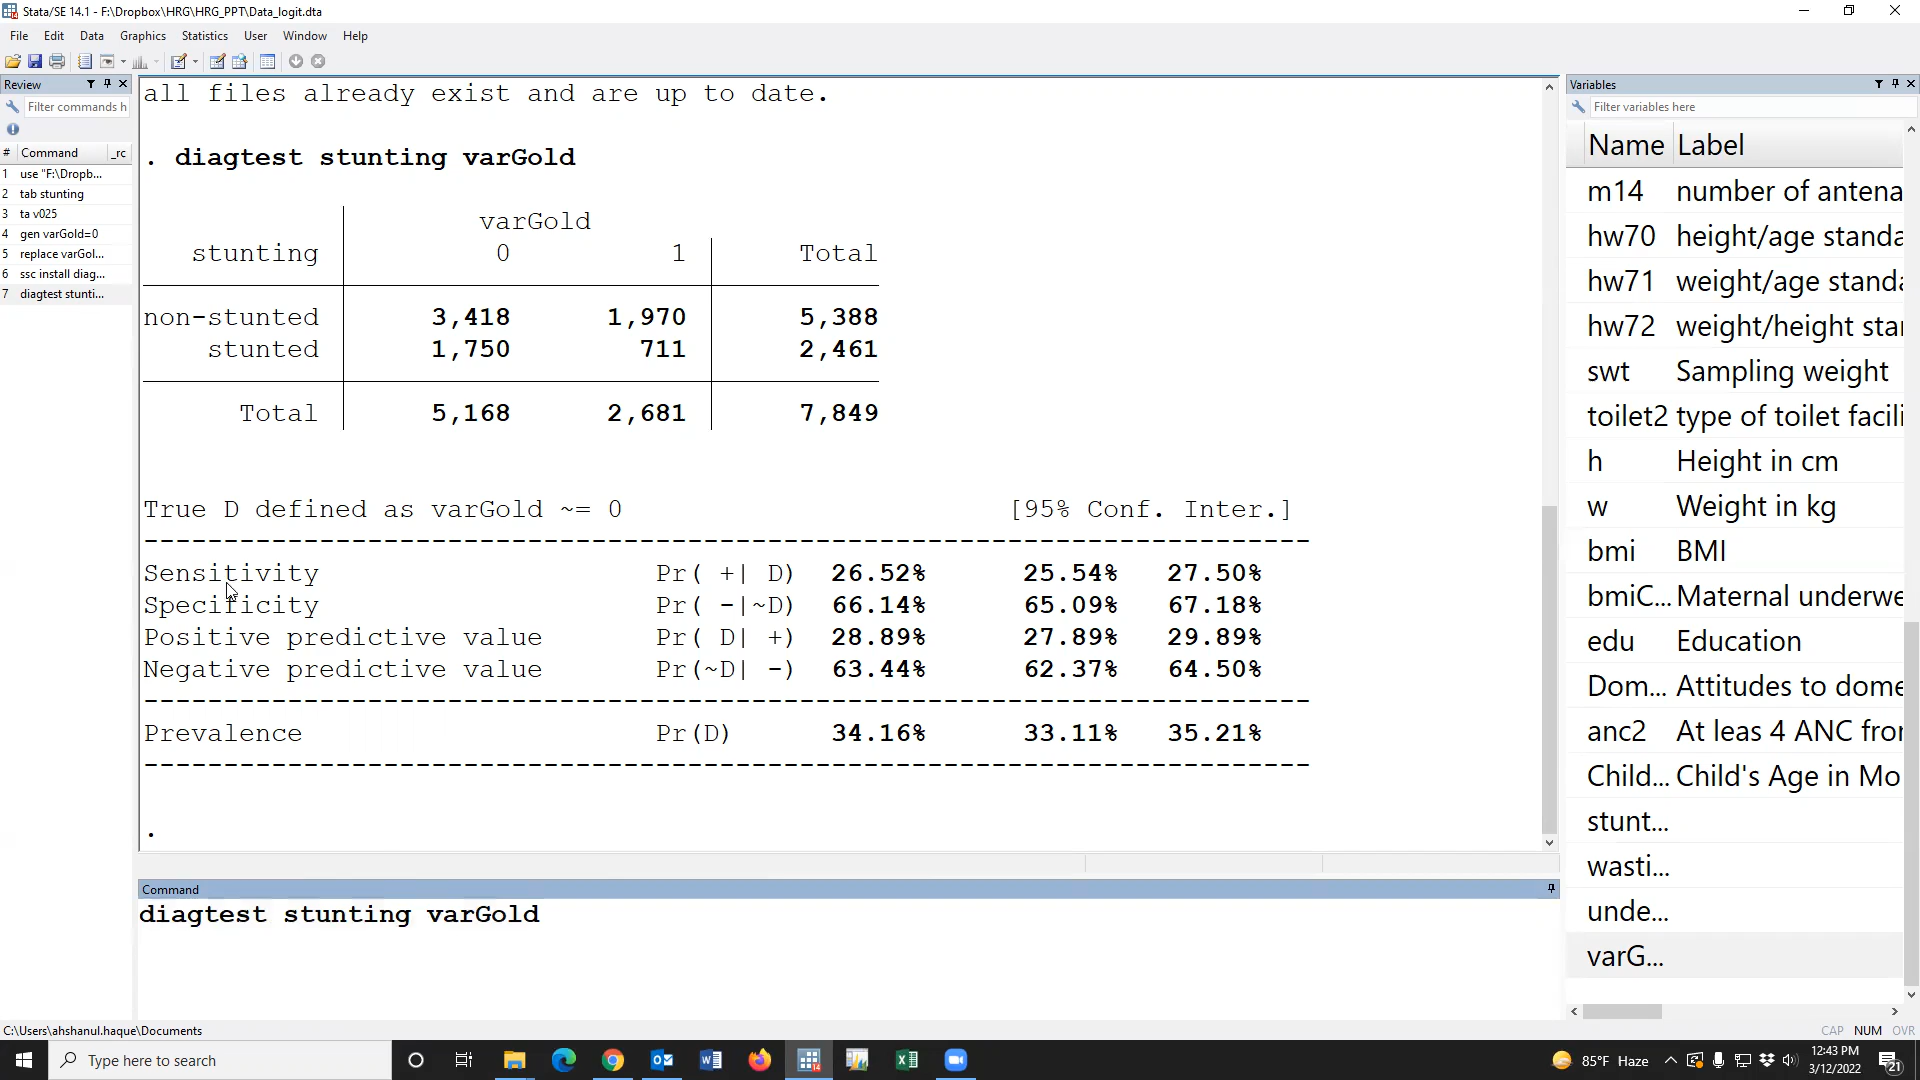 Stata/SE 14.1 - F:\Dropbox\HRG\HRG_PPT\Data_logit.dta
File Edit Data Graphics Statistics User Window Help
Review
Filter commands h
# Command _rc
1 use "F:\Dropb...
2 tab stunting
3 ta v025
4 gen varGold=0
5 replace varGol...
6 ssc install diag...
7 diagtest stunti...
all files already exist and are up to date.
. diagtest stunting varGold
varGold
stunting 0 1 Total
non-stunted 3,418 1,970 5,388
stunted 1,750 711 2,461
Total 5,168 2,681 7,849
True D defined as varGold ~= 0 [95% Conf. Inter.]
Sensitivity Pr( +| D) 26.52% 25.54% 27.50%
Specificity Pr( -|~D) 66.14% 65.09% 67.18%
Positive predictive value Pr( D| +) 28.89% 27.89% 29.89%
Negative predictive value Pr(~D| -) 63.44% 62.37% 64.50%
Prevalence Pr(D) 34.16% 33.11% 35.21%
.
Command
diagtest stunting varGold
Variables
Filter variables here
Name Label
m14 number of antena
hw70 height/age standa
hw71 weight/age standa
hw72 weight/height star
swt Sampling weight
toilet2 type of toilet facili
h Height in cm
w Weight in kg
bmi BMI
bmiC... Maternal underwe
edu Education
Dom... Attitudes to dome
anc2 At leas 4 ANC fror
Child... Child's Age in Mo
stunt...
wasti...
unde...
varG...
C:\Users\ahshanul.haque\Documents
CAP NUM OVR
Type here to search
85°F Haze
12:43 PM
3/12/2022
21